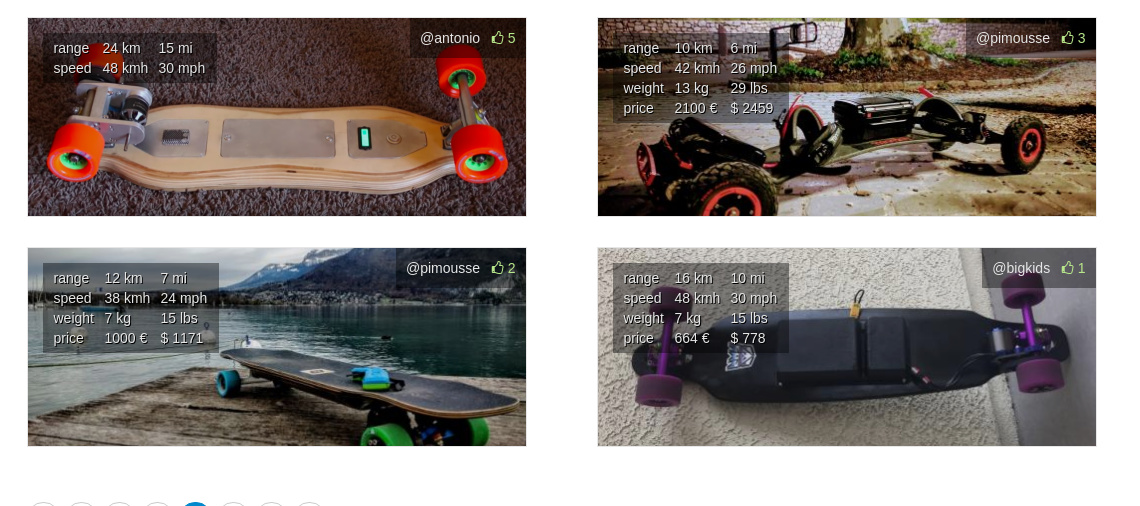 range 24 km 15 mi
speed 48 kmh 30 mph
@antonio 5
range 10 km 6 mi
speed 42 kmh 26 mph
weight 13 kg 29 lbs
price 2100 € $ 2459
@pimousse 3
range 12 km 7 mi
speed 38 kmh 24 mph
weight 7 kg 15 lbs
price 1000 € $ 1171
@pimousse 2
range 16 km 10 mi
speed 48 kmh 30 mph
weight 7 kg 15 lbs
price 664 € $ 778
@bigkids 1